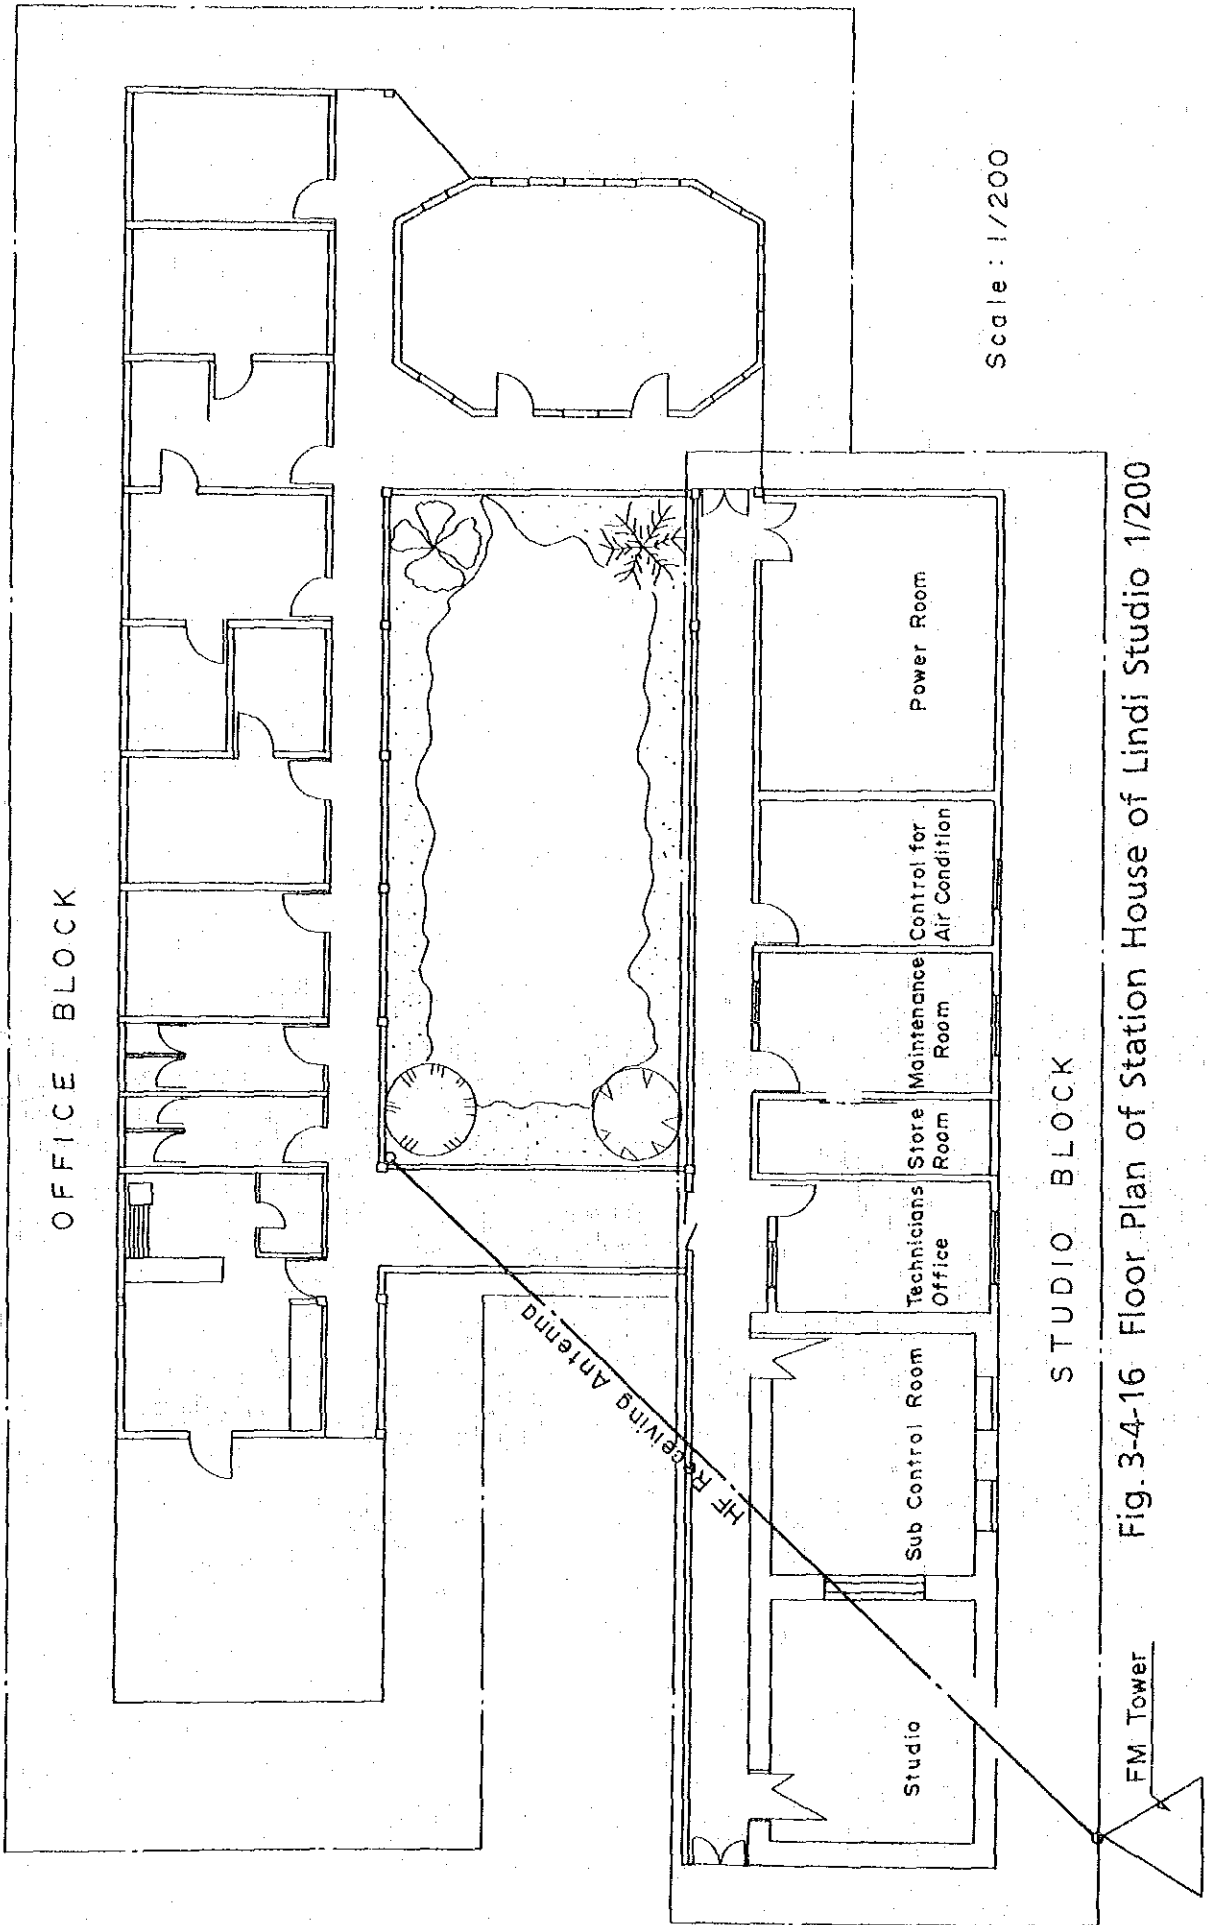 OFFICE BLOCK
HF Receiving Antenna
Studio
Sub Control Room
Technicians
Office
Store
Room
Maintenance
Room
Control for
Air Condition
Power Room
Scale : 1/200
STUDIO BLOCK
FM Tower
Fig. 3-4-16 Floor Plan of Station House of Lindi Studio 1/200